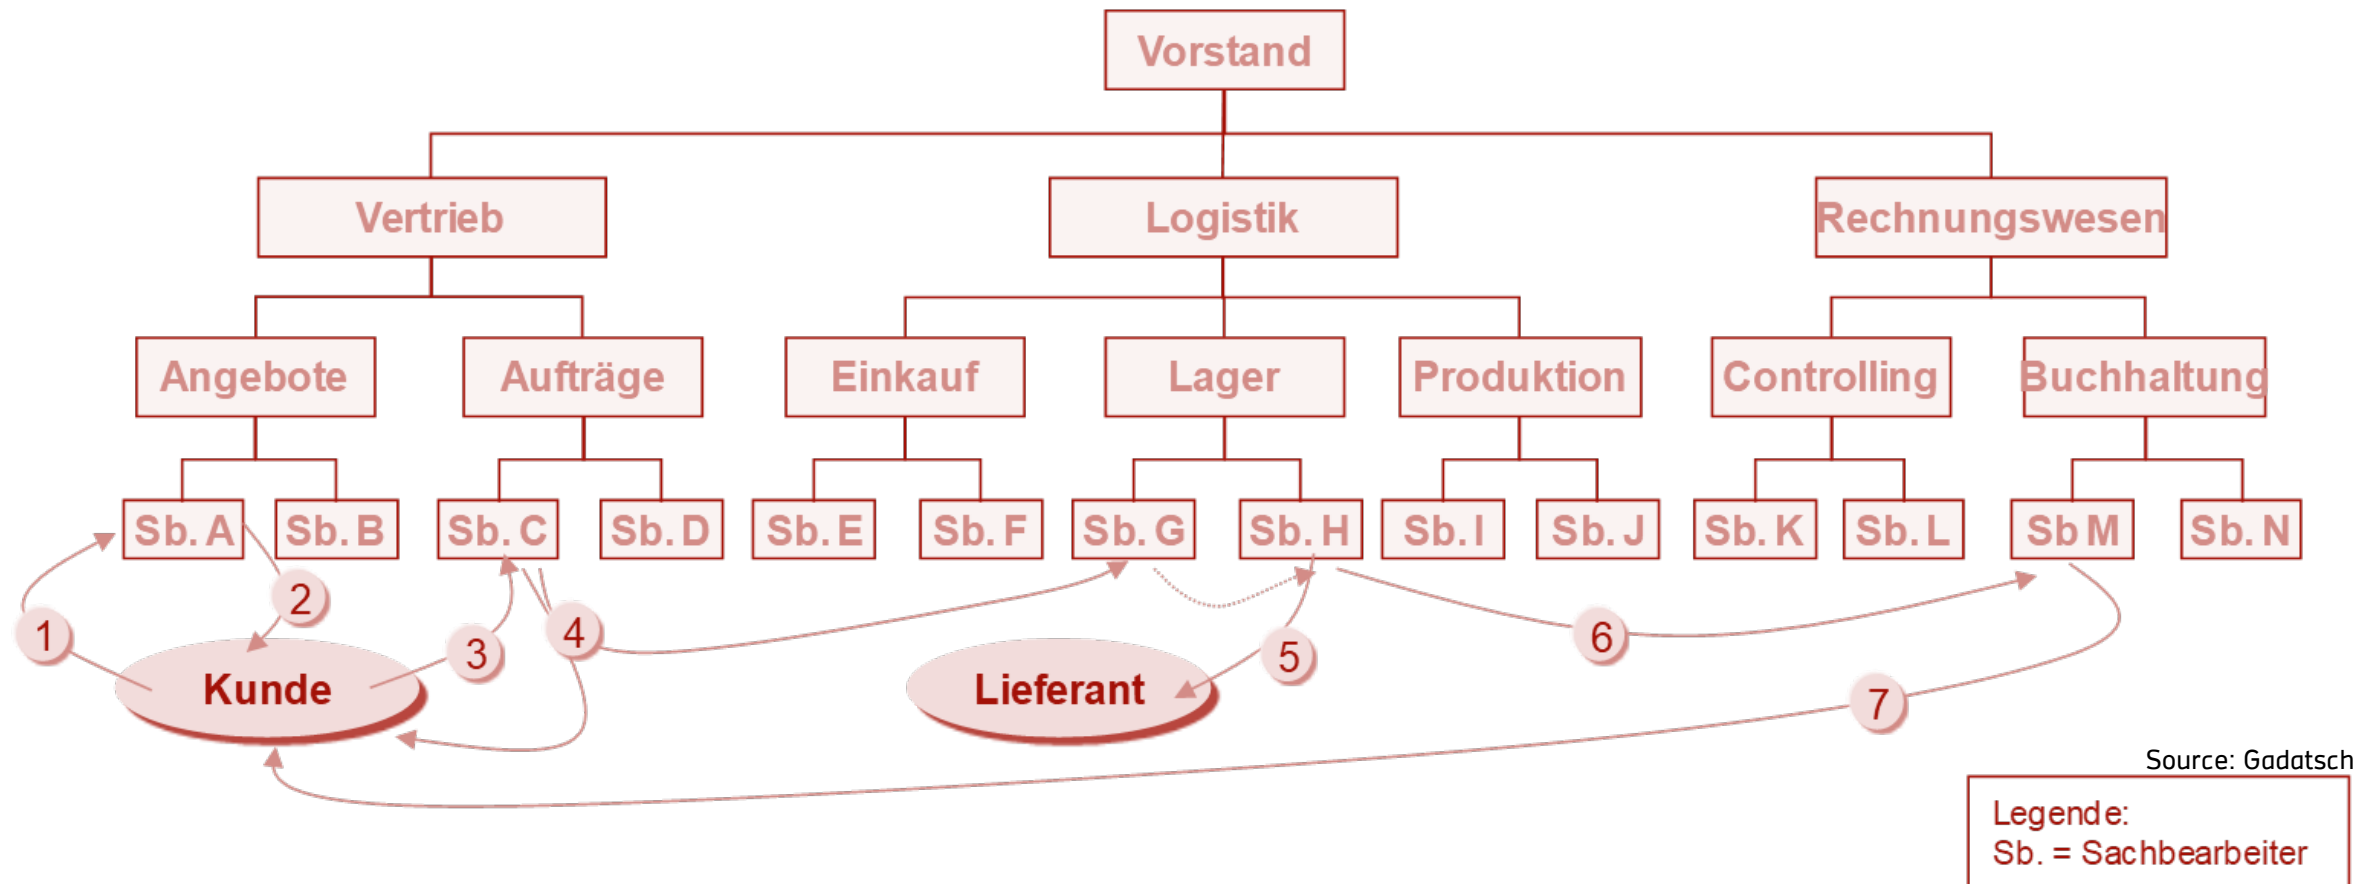 Vorstand
Vertrieb
Logistik
Rechnungswesen
Angebote
Aufträge
Einkauf
Lager
Produktion
Controlling
Buchhaltung
Sb. A
Sb. B
Sb. C
Sb. D
Sb. E
Sb. F
Sb. G
Sb. H
Sb. I
Sb. J
Sb. K
Sb. L
Sb M
Sb. N
1
2
3
4
5
6
7
Kunde
Lieferant
Source: Gadatsch
Legende:
Sb. = Sachbearbeiter